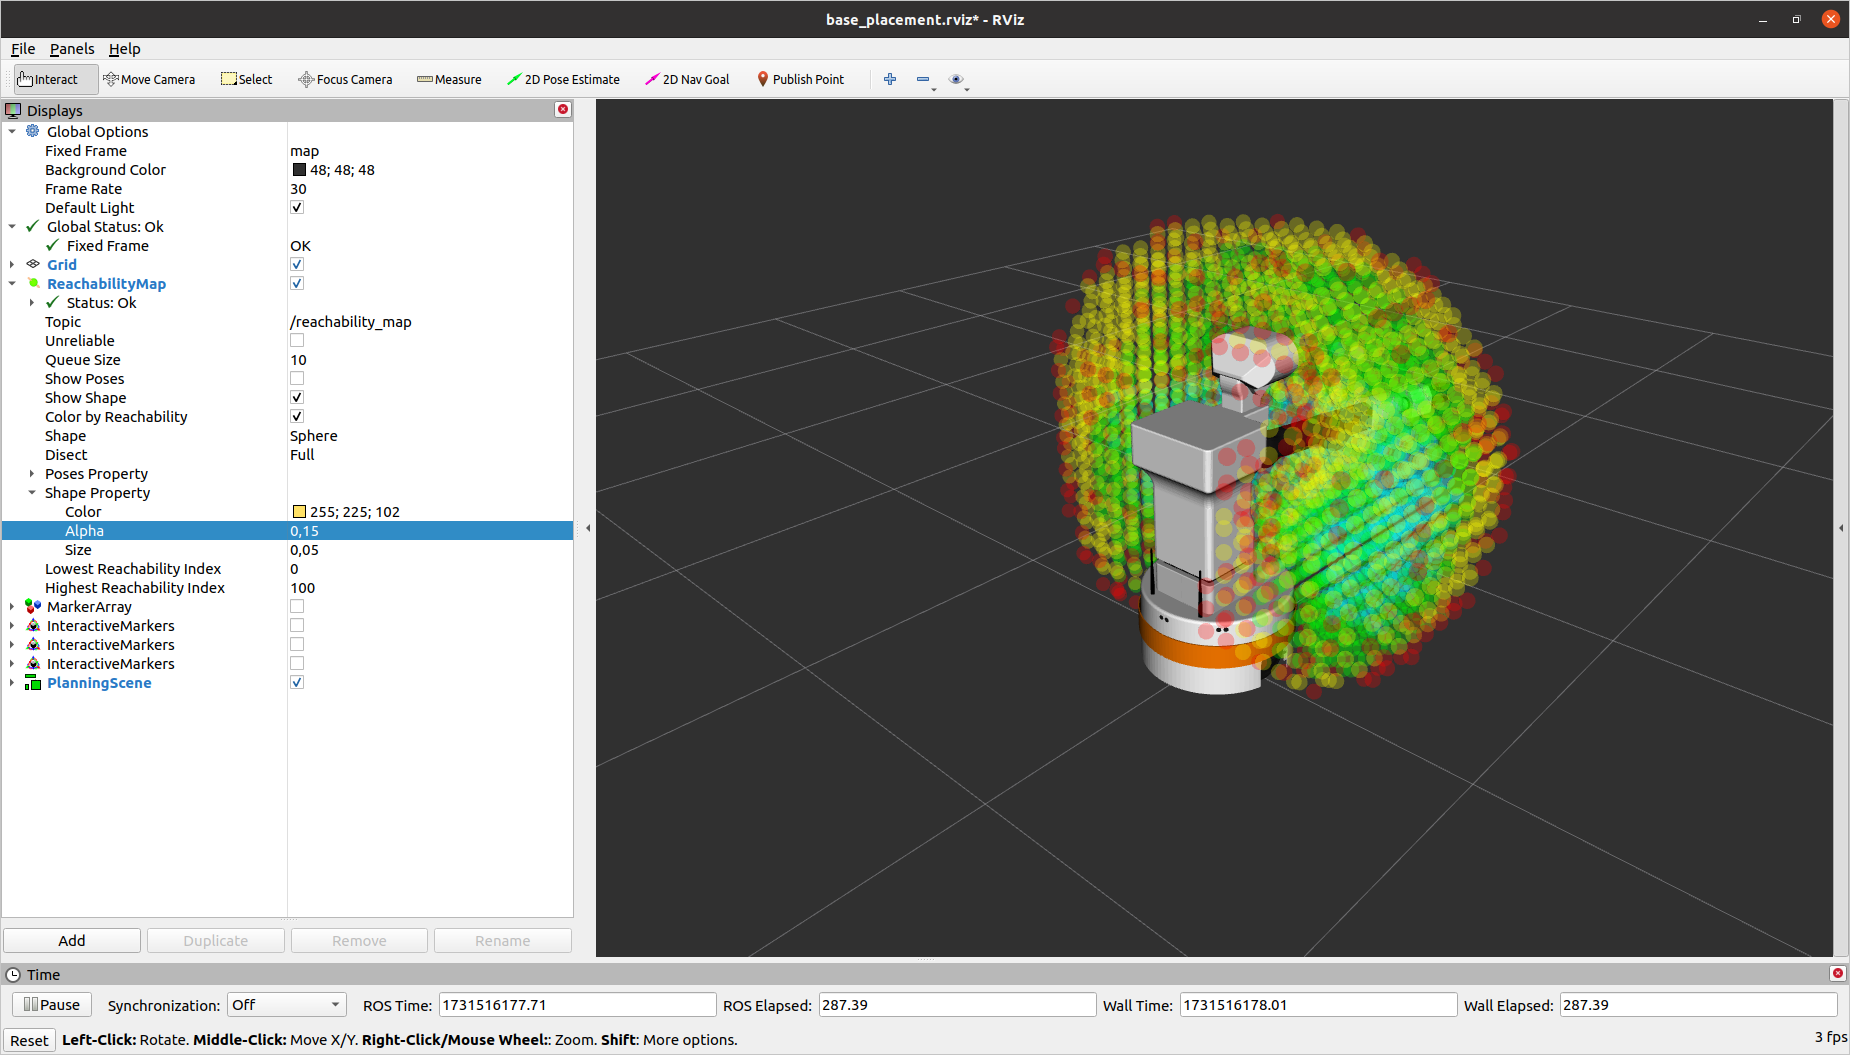 base_placement.rviz* - RViz
File Panels Help
Interact Move Camera Select Focus Camera Measure 2D Pose Estimate 2D Nav Goal Publish Point
Displays
Global Options
Fixed Frame map
Background Color 48; 48; 48
Frame Rate 30
Default Light
Global Status: Ok
Fixed Frame OK
Grid
ReachabilityMap
Status: Ok
Topic /reachability_map
Unreliable
Queue Size 10
Show Poses
Show Shape
Color by Reachability
Shape Sphere
Disect Full
Poses Property
Shape Property
Color 255; 225; 102
Alpha 0,15
Size 0,05
Lowest Reachability Index 0
Highest Reachability Index 100
MarkerArray
InteractiveMarkers
InteractiveMarkers
InteractiveMarkers
PlanningScene
Add Duplicate Remove Rename
Time
Pause Synchronization: Off ROS Time: 1731516177.71 ROS Elapsed: 287.39 Wall Time: 1731516178.01 Wall Elapsed: 287.39
Reset Left-Click: Rotate. Middle-Click: Move X/Y. Right-Click/Mouse Wheel:: Zoom. Shift: More options. 3 fps